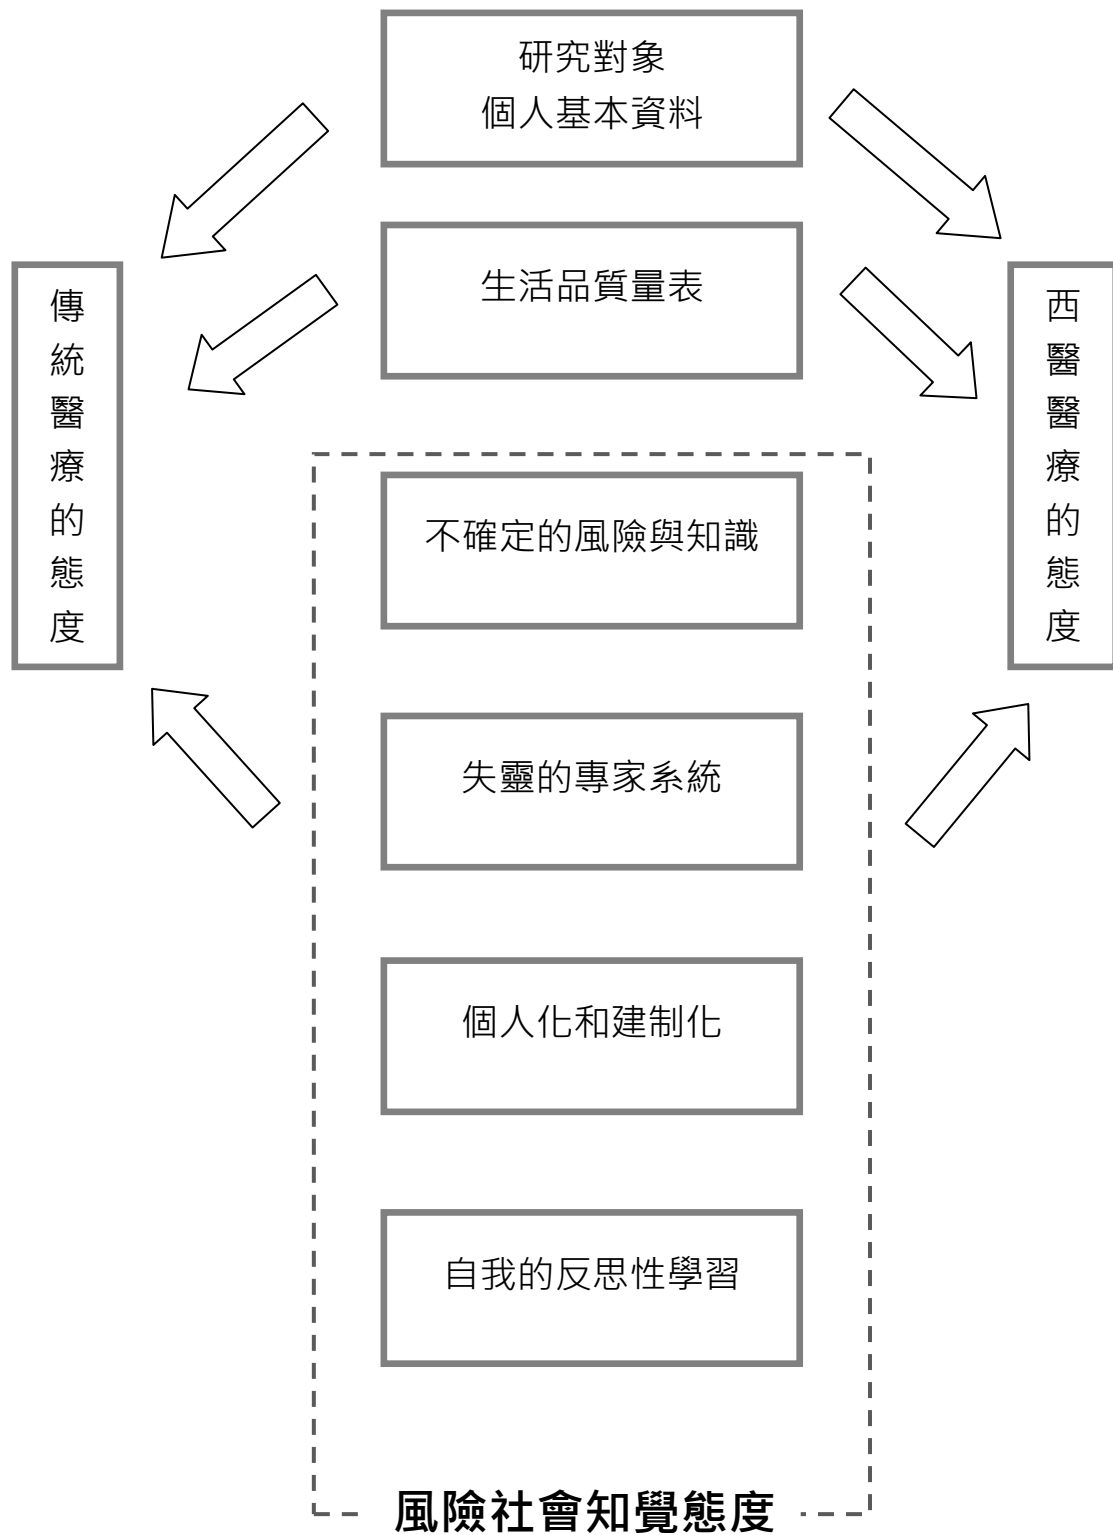 研究對象
個人基本資料
生活品質量表
傳統醫療的態度
西醫醫療的態度
不確定的風險與知識
失靈的專家系統
個人化和建制化
自我的反思性學習
風險社會知覺態度